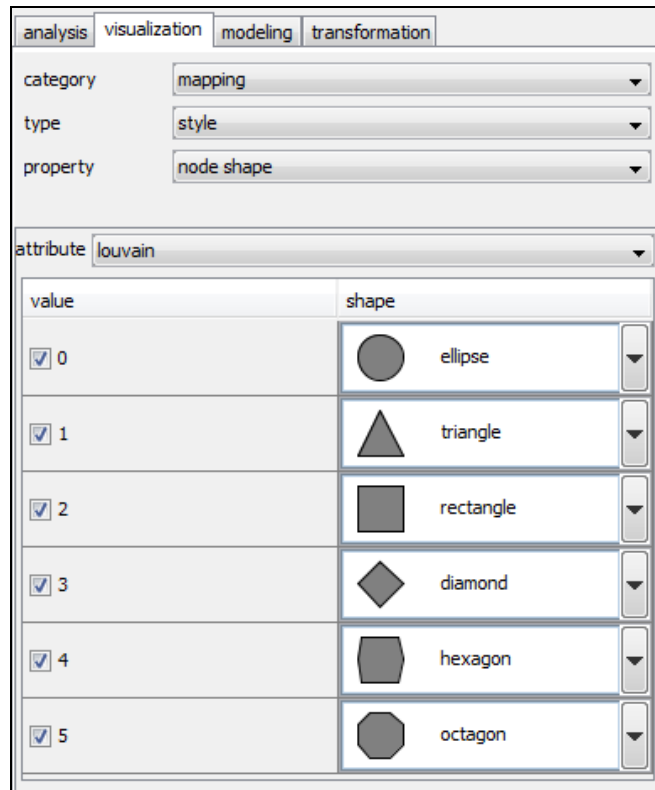 analysis visualization modeling transformation
category mapping
type style
property node shape
attribute louvain
value shape
0 ellipse
1 triangle
2 rectangle
3 diamond
4 hexagon
5 octagon